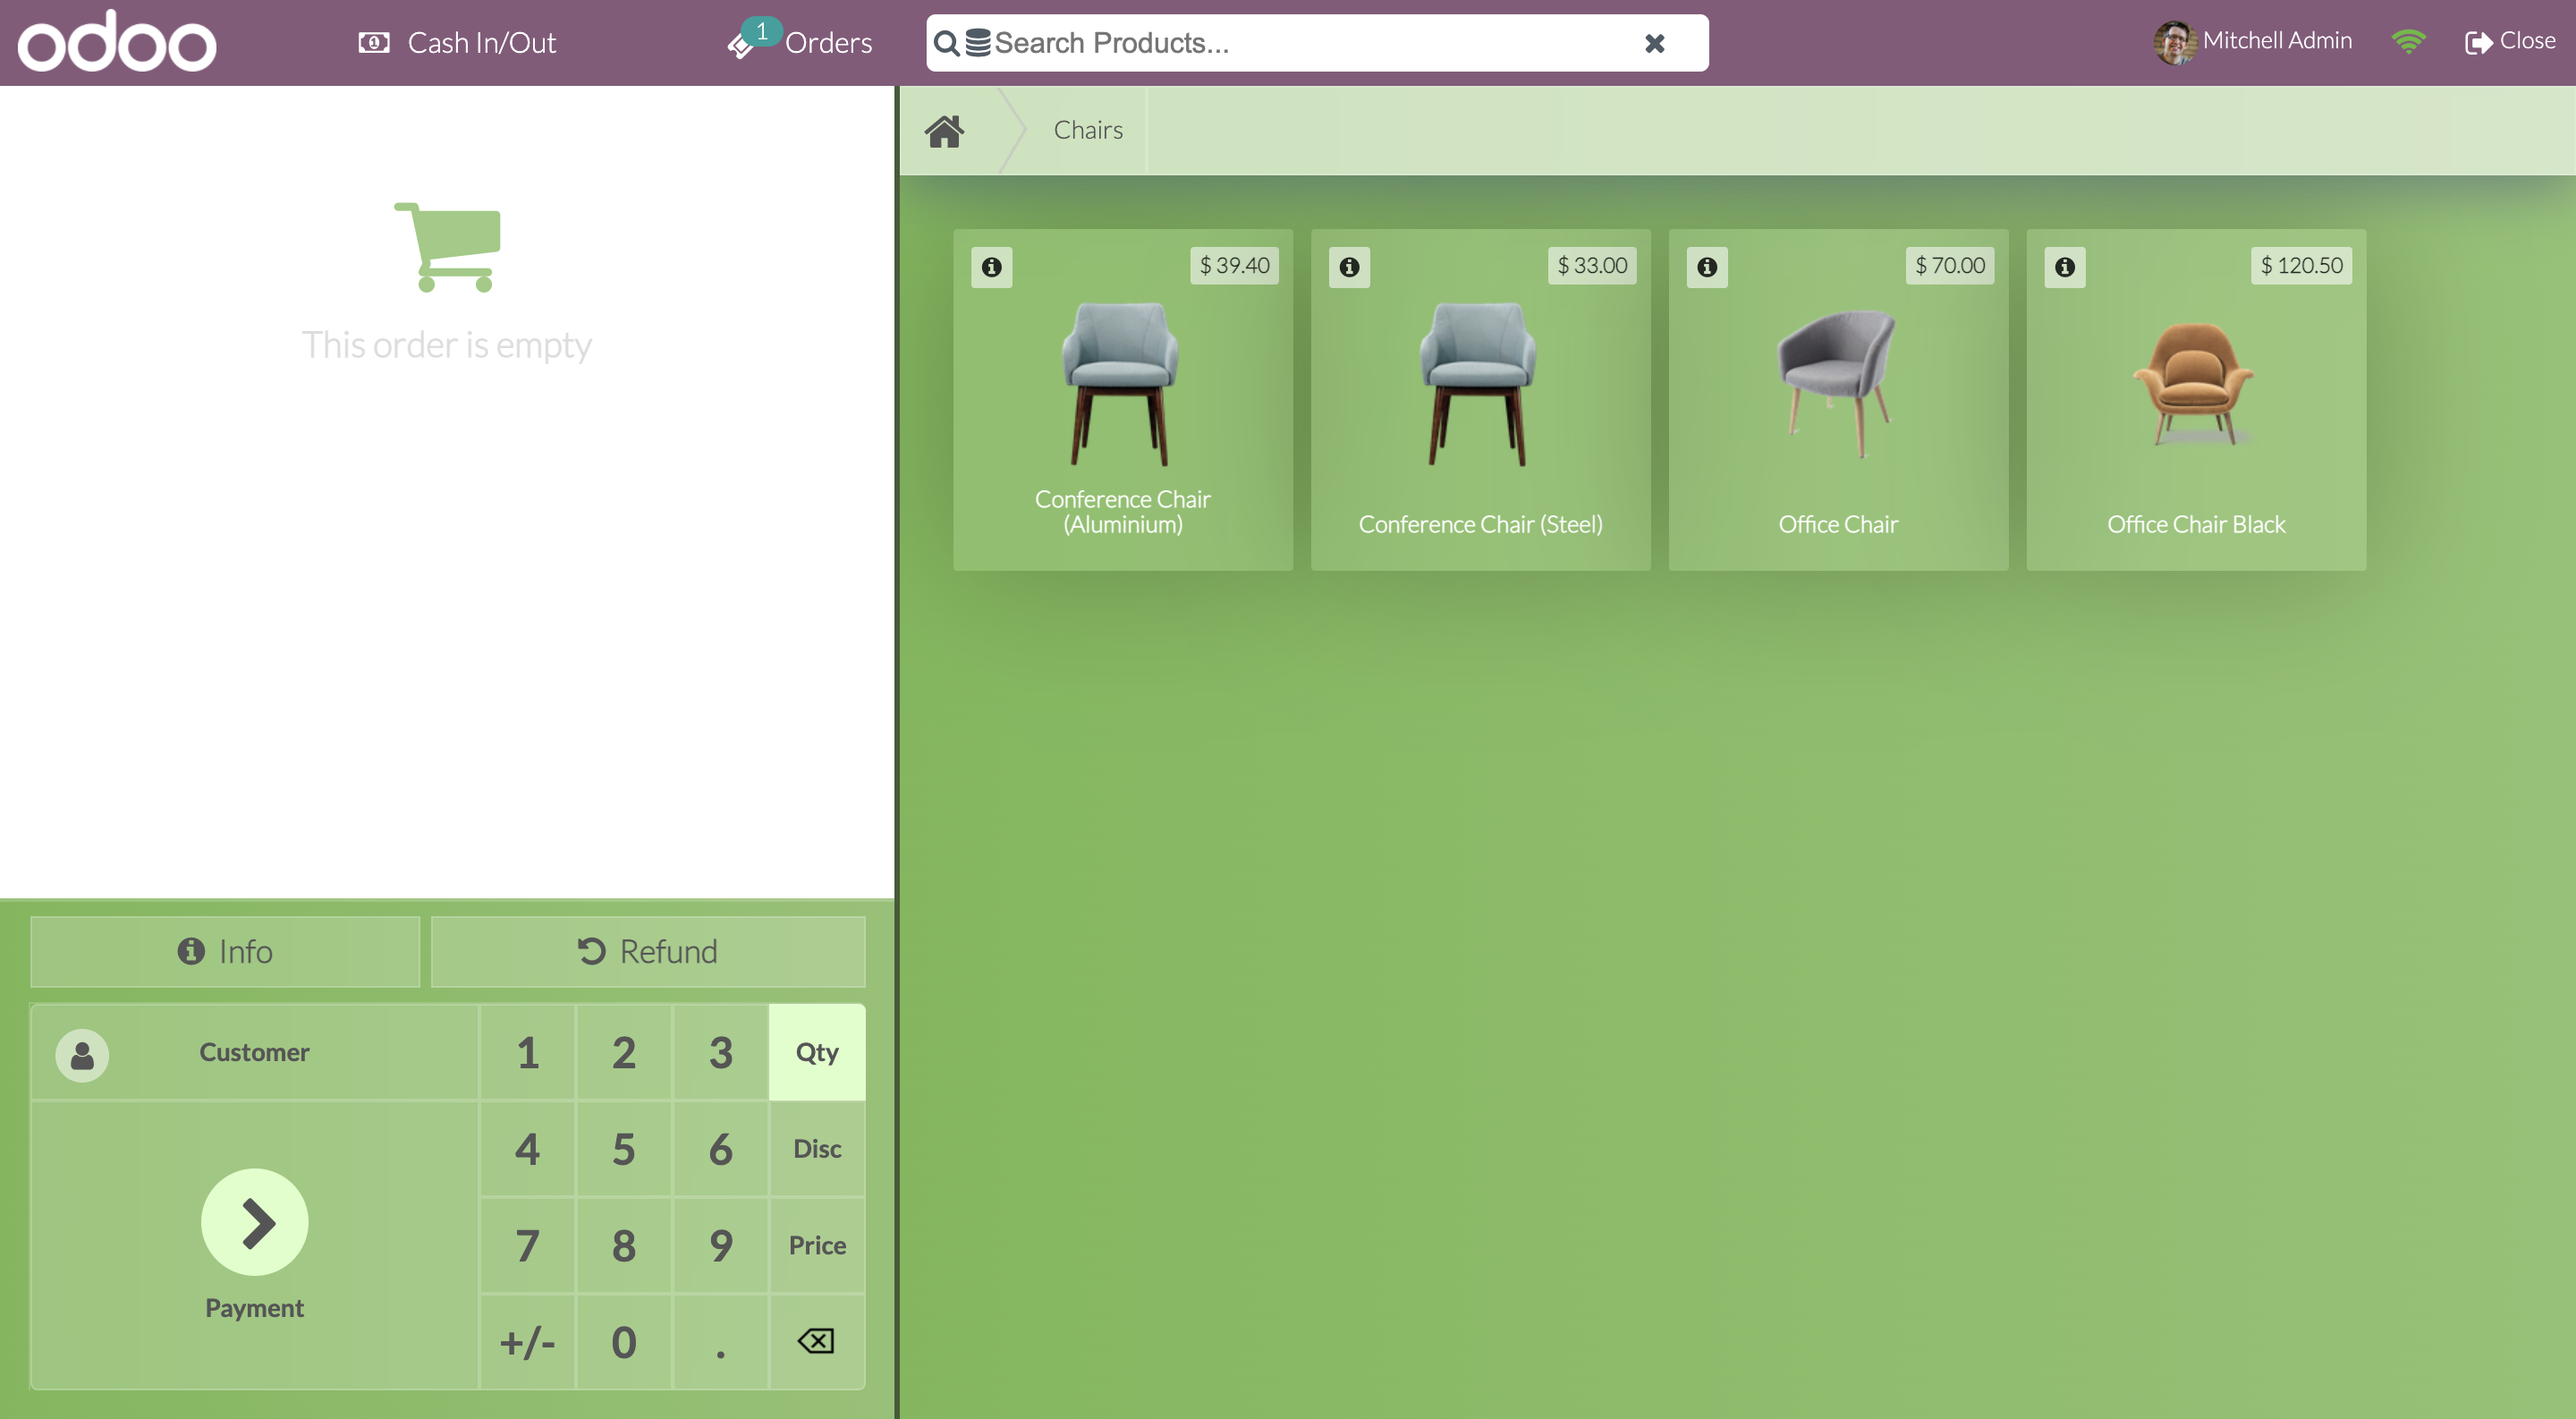 odoo
Cash In/Out
1
Orders
Search Products...
Mitchell Admin
Close
This order is empty
Chairs
$ 39.40
Conference Chair
(Aluminium)
$ 33.00
Conference Chair (Steel)
$ 70.00
Office Chair
$ 120.50
Office Chair Black
Info
Refund
Customer
1 2 3 Qty
4 5 6 Disc
7 8 9 Price
+/- 0 .
Payment